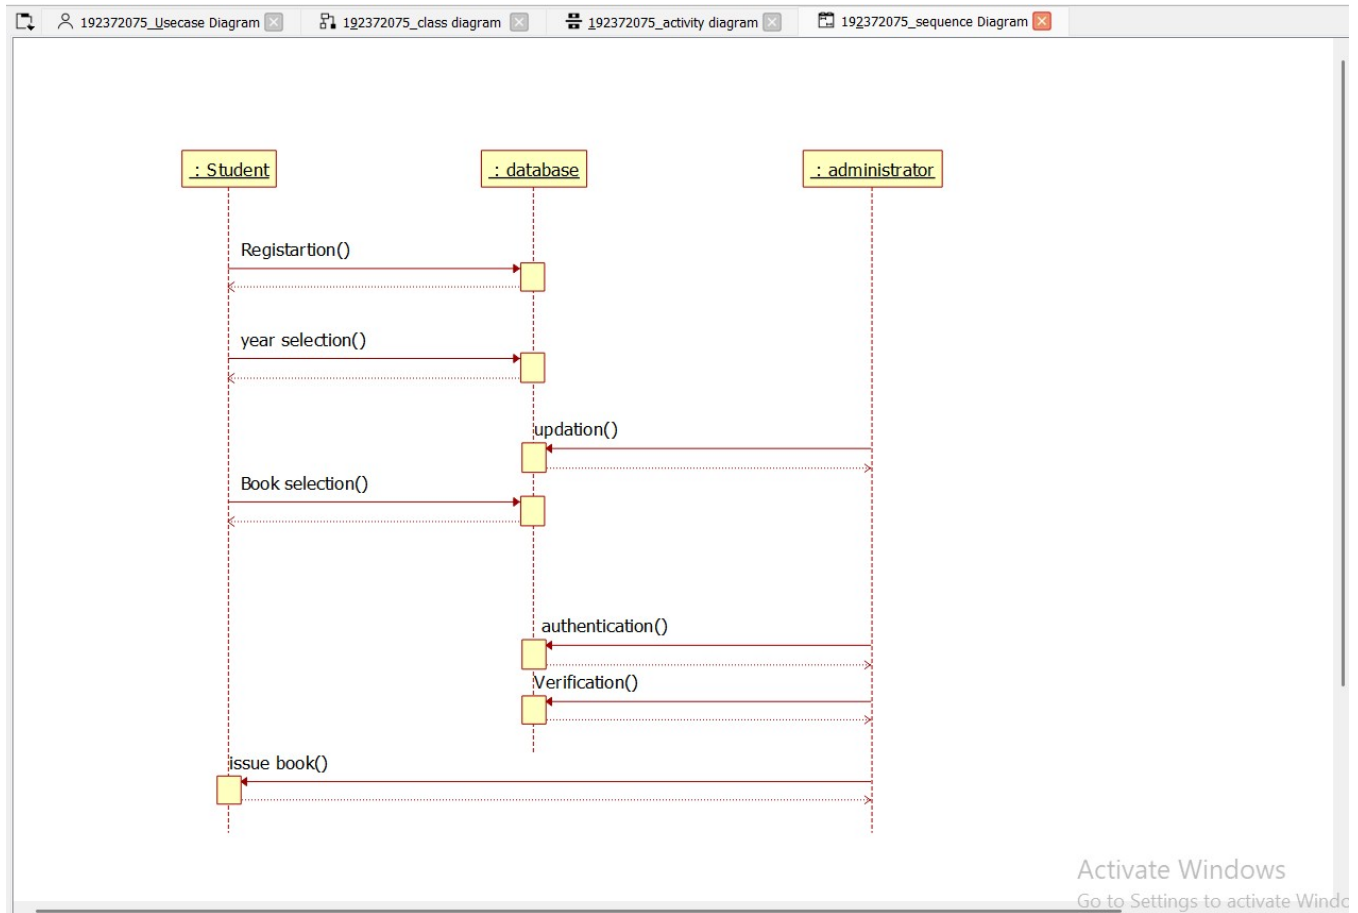 192372075_Usecase Diagram
192372075_class diagram
192372075_activity diagram
192372075_sequence Diagram
: Student
: database
: administrator
Registartion()
year selection()
updation()
Book selection()
authentication()
Verification()
issue book()
Activate Windows
Go to Settings to activate Windo